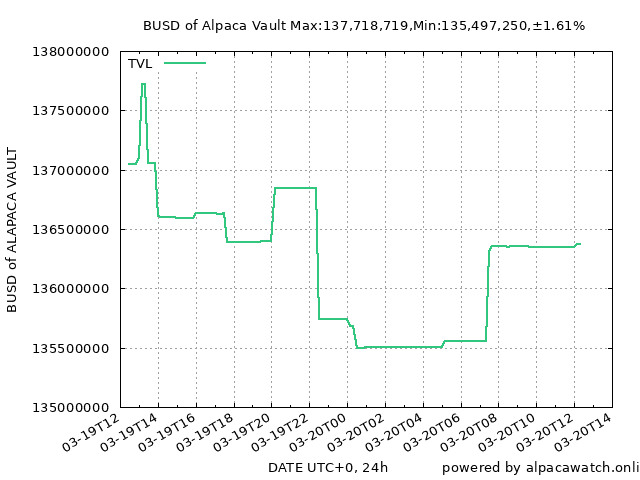 BUSD of Alpaca Vault Max:137,718,719,Min:135,497,250,±1.61%
138000000
TVL
137500000
137000000
136500000
136000000
135500000
135000000
BUSD of ALAPACA VAULT
03-19T12
03-19T14
03-19T16
03-19T18
03-19T20
03-19T22
03-20T00
03-20T02
03-20T04
03-20T06
03-20T08
03-20T10
03-20T12
03-20T14
DATE UTC+0, 24h
powered by alpacawatch.onli